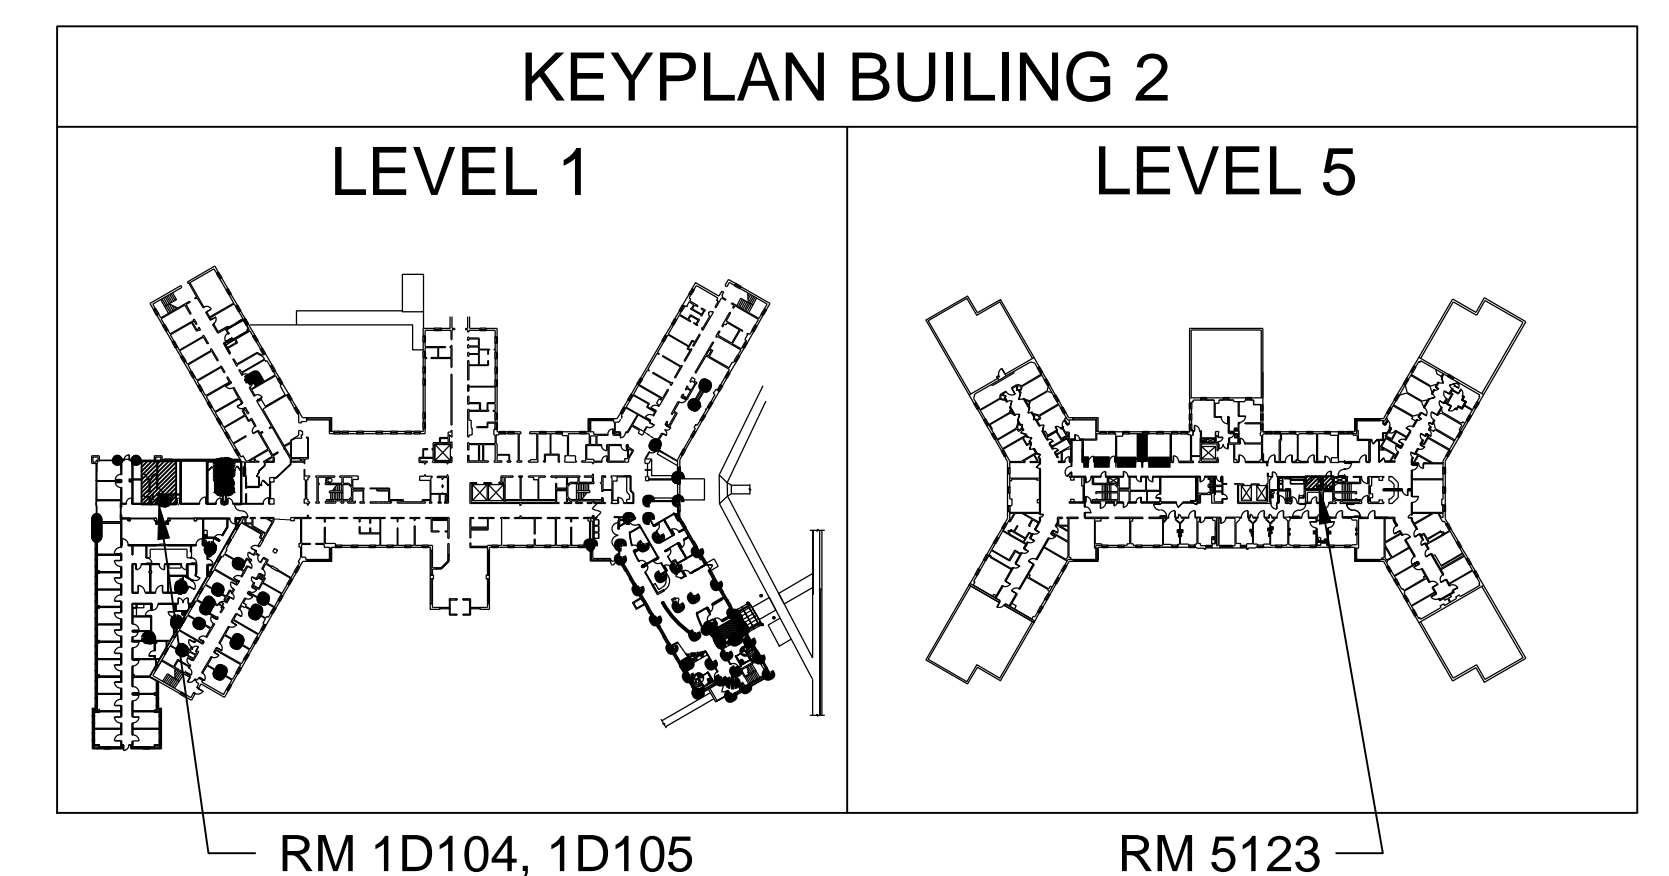 KEYPLAN BUILING 2
LEVEL 1
LEVEL 5
RM 1D104, 1D105
RM 5123